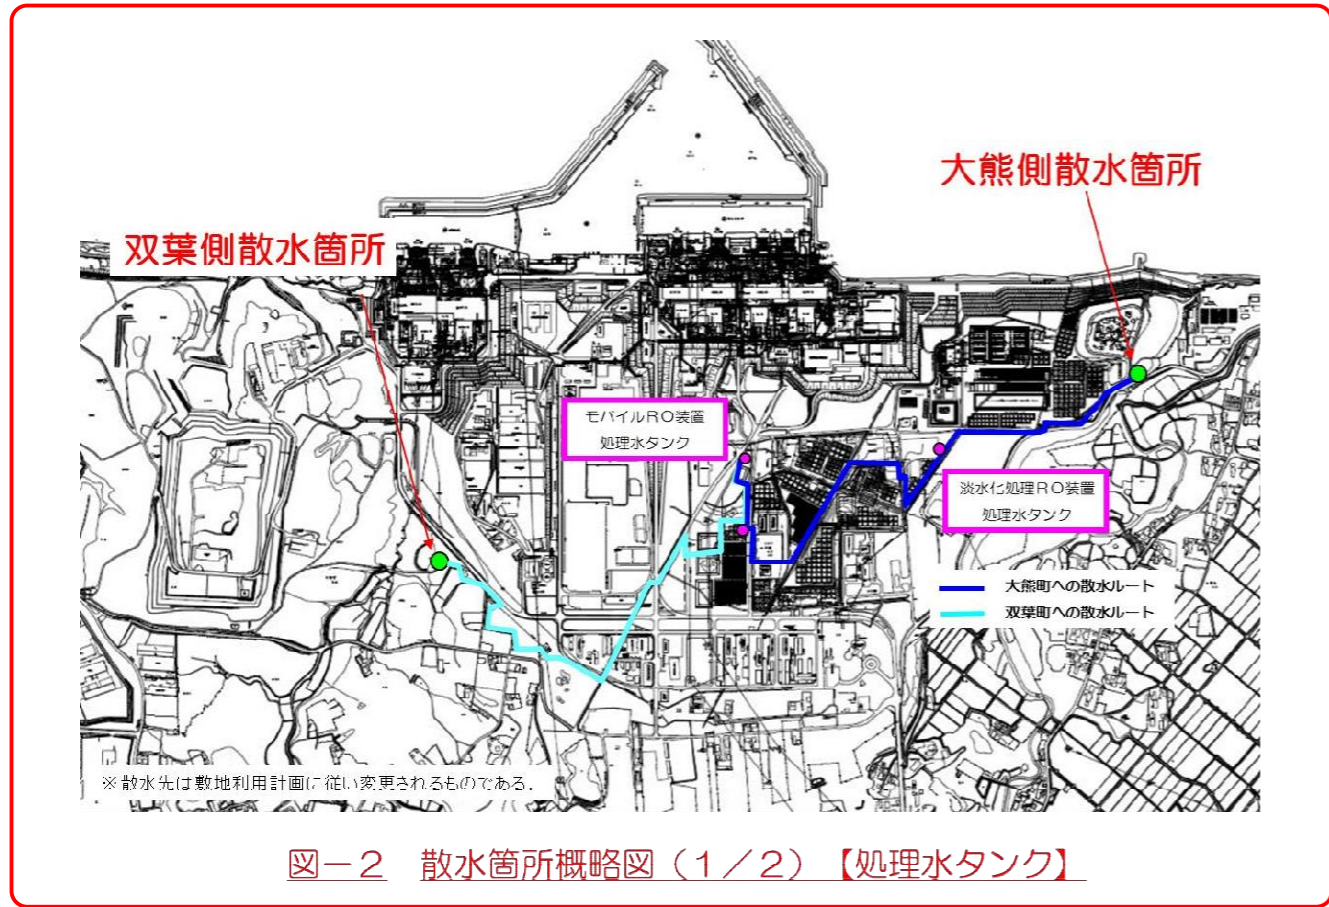 大熊側散水箇所
双葉側散水箇所
モバイルRO装置
処理水タンク
淡水化処理RO装置
処理水タンク
大熊町への散水ルート
双葉町への散水ルート
※散水先は敷地利用計画に従い変更されるものである.
図-2 散水箇所概略図(1/2)【処理水タンク】